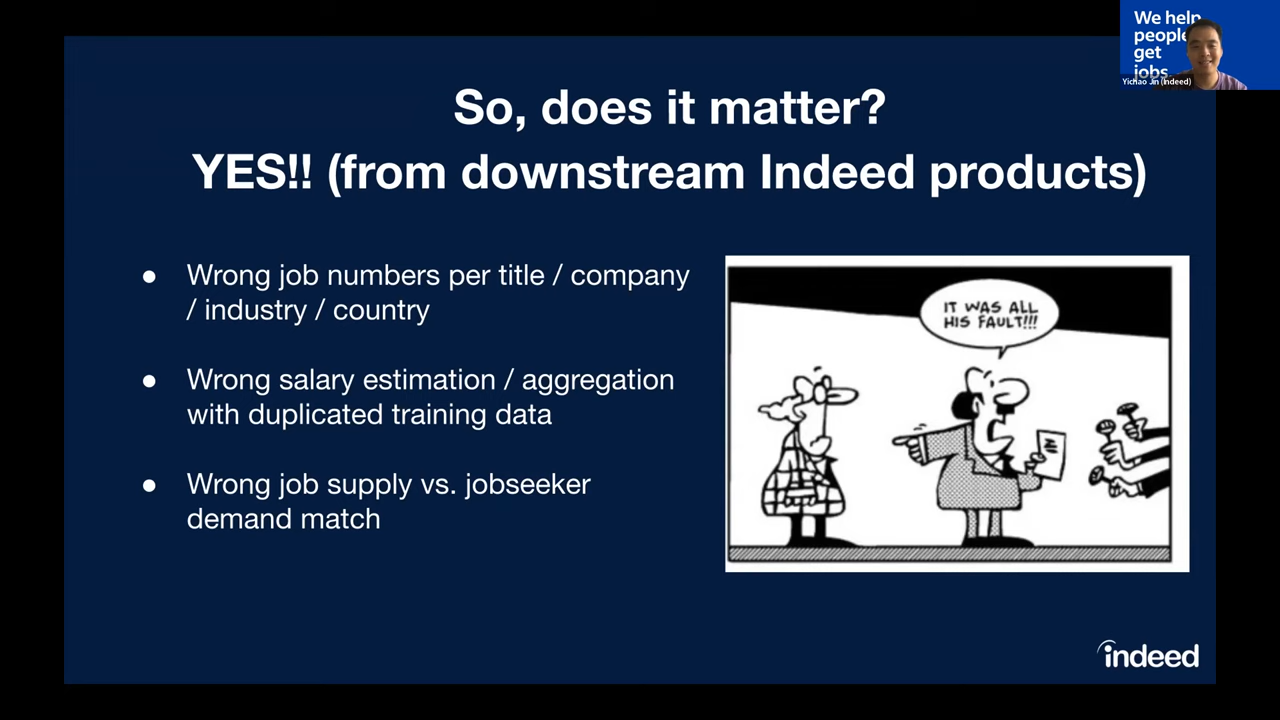 We help
people
get
jobs.
Yichao Jin (Indeed)
So, does it matter?
YES!! (from downstream Indeed products)
● Wrong job numbers per title / company
/ industry / country
● Wrong salary estimation / aggregation
with duplicated training data
● Wrong job supply vs. jobseeker
demand match
IT WAS ALL
HIS FAULT!!!
indeed